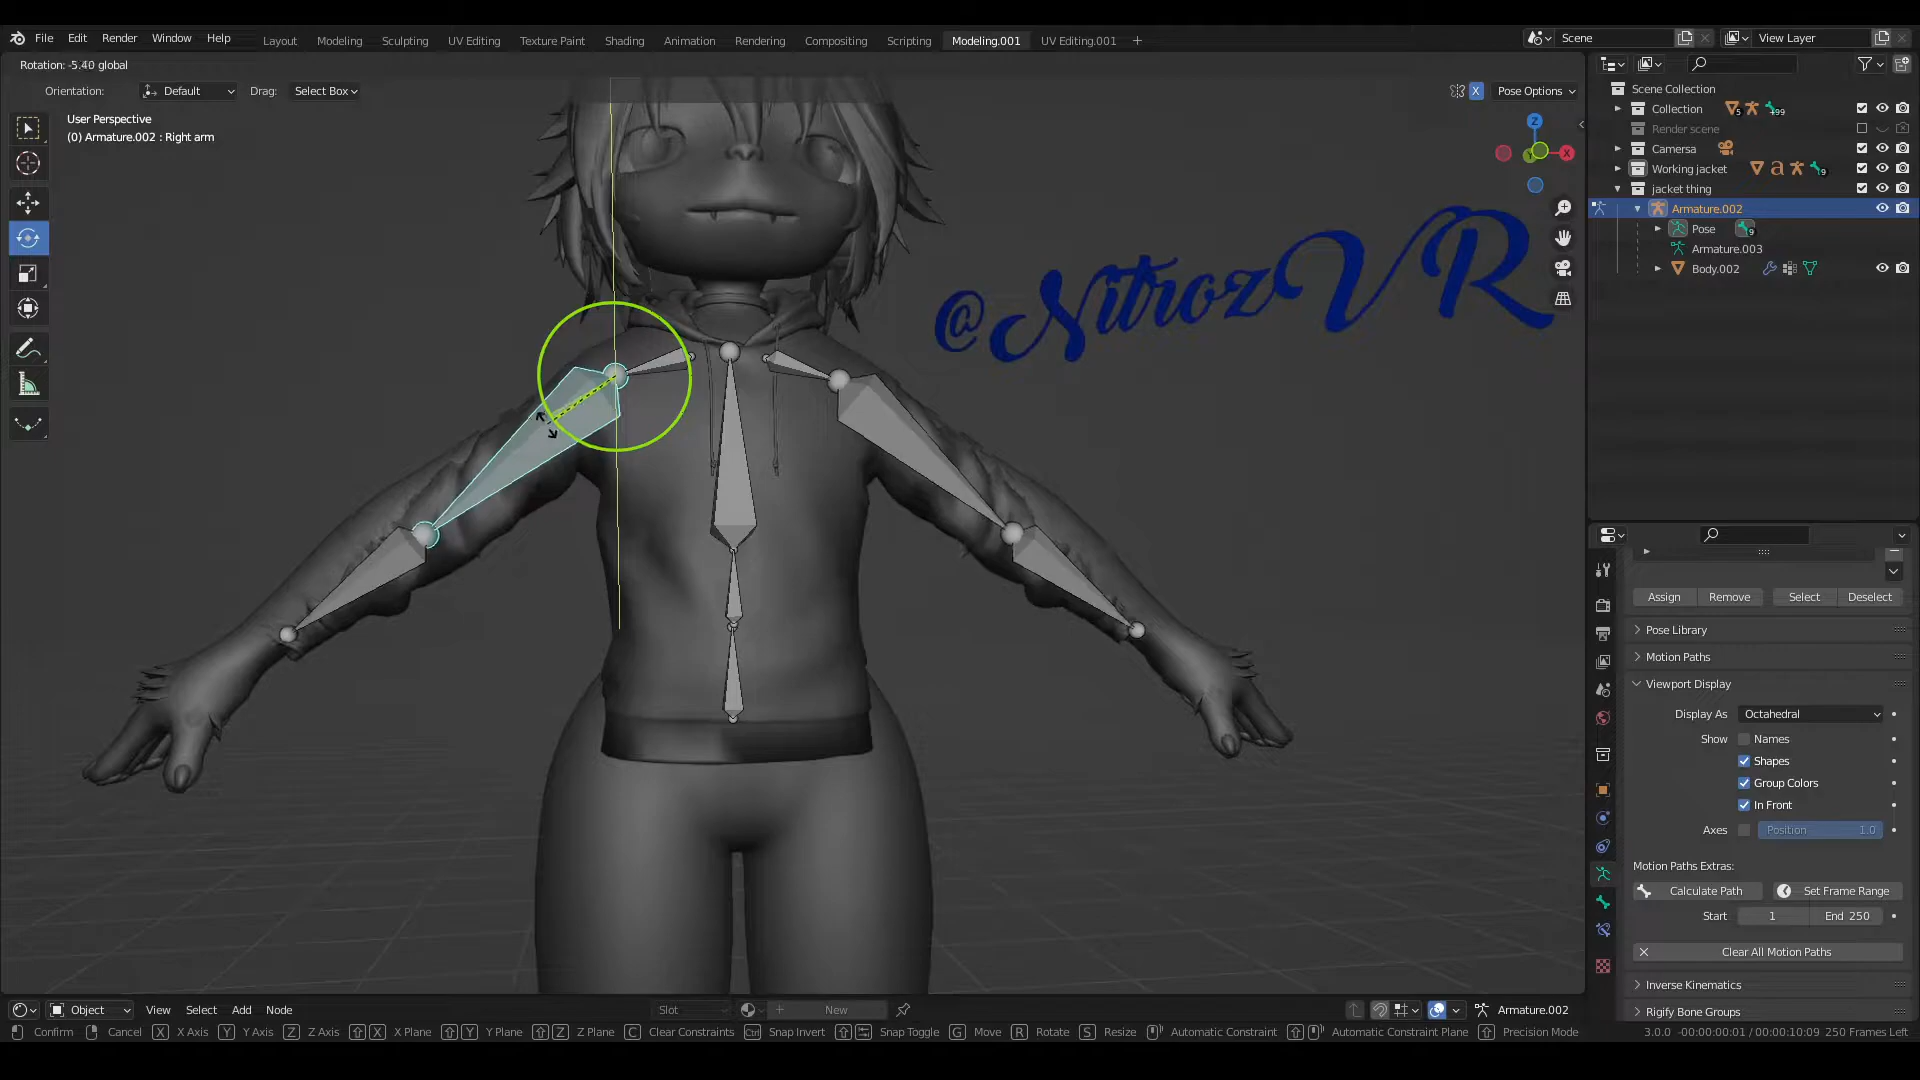 File Edit Render Window Help Layout Modeling Sculpting UV Editing Texture Paint Shading Animation Rendering Compositing Scripting Modeling.001 UV Editing.001 + Scene View Layer
Rotation: -5.40 global
Orientation: Default Drag: Select Box X Pose Options
User Perspective
(0) Armature.002 : Right arm
Z
X
@NitrozVR
Scene Collection
Collection 5 99
Render scene
Camersa
Working jacket 9
jacket thing
Armature.002
Pose 9
Armature.003
Body.002
Assign Remove Select Deselect
Pose Library
Motion Paths
Viewport Display
Display As Octahedral
Show Names
Shapes
Group Colors
In Front
Axes Position 1.0
Motion Paths Extras:
Calculate Path Set Frame Range
Start 1 End 250
Clear All Motion Paths
Inverse Kinematics
Rigify Bone Groups
Object View Select Add Node Slot + New Armature.002
Confirm Cancel X X Axis Y Y Axis Z Z Axis X X Plane Y Y Plane Z Z Plane C Clear Constraints Ctrl Snap Invert Snap Toggle G Move R Rotate S Resize Automatic Constraint Automatic Constraint Plane Precision Mode 3.0.0 -00:00:00:01 / 00:00:10:09 250 Frames Left